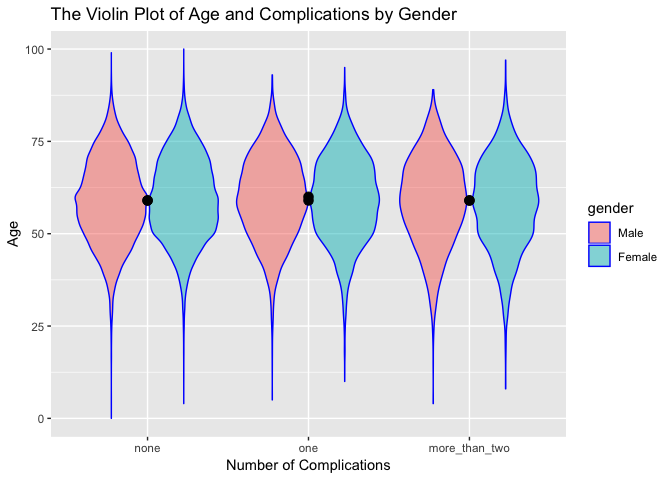 The Violin Plot of Age and Complications by Gender
100
75
50
25
0
Age
none
one
more_than_two
Number of Complications
gender
Male
Female